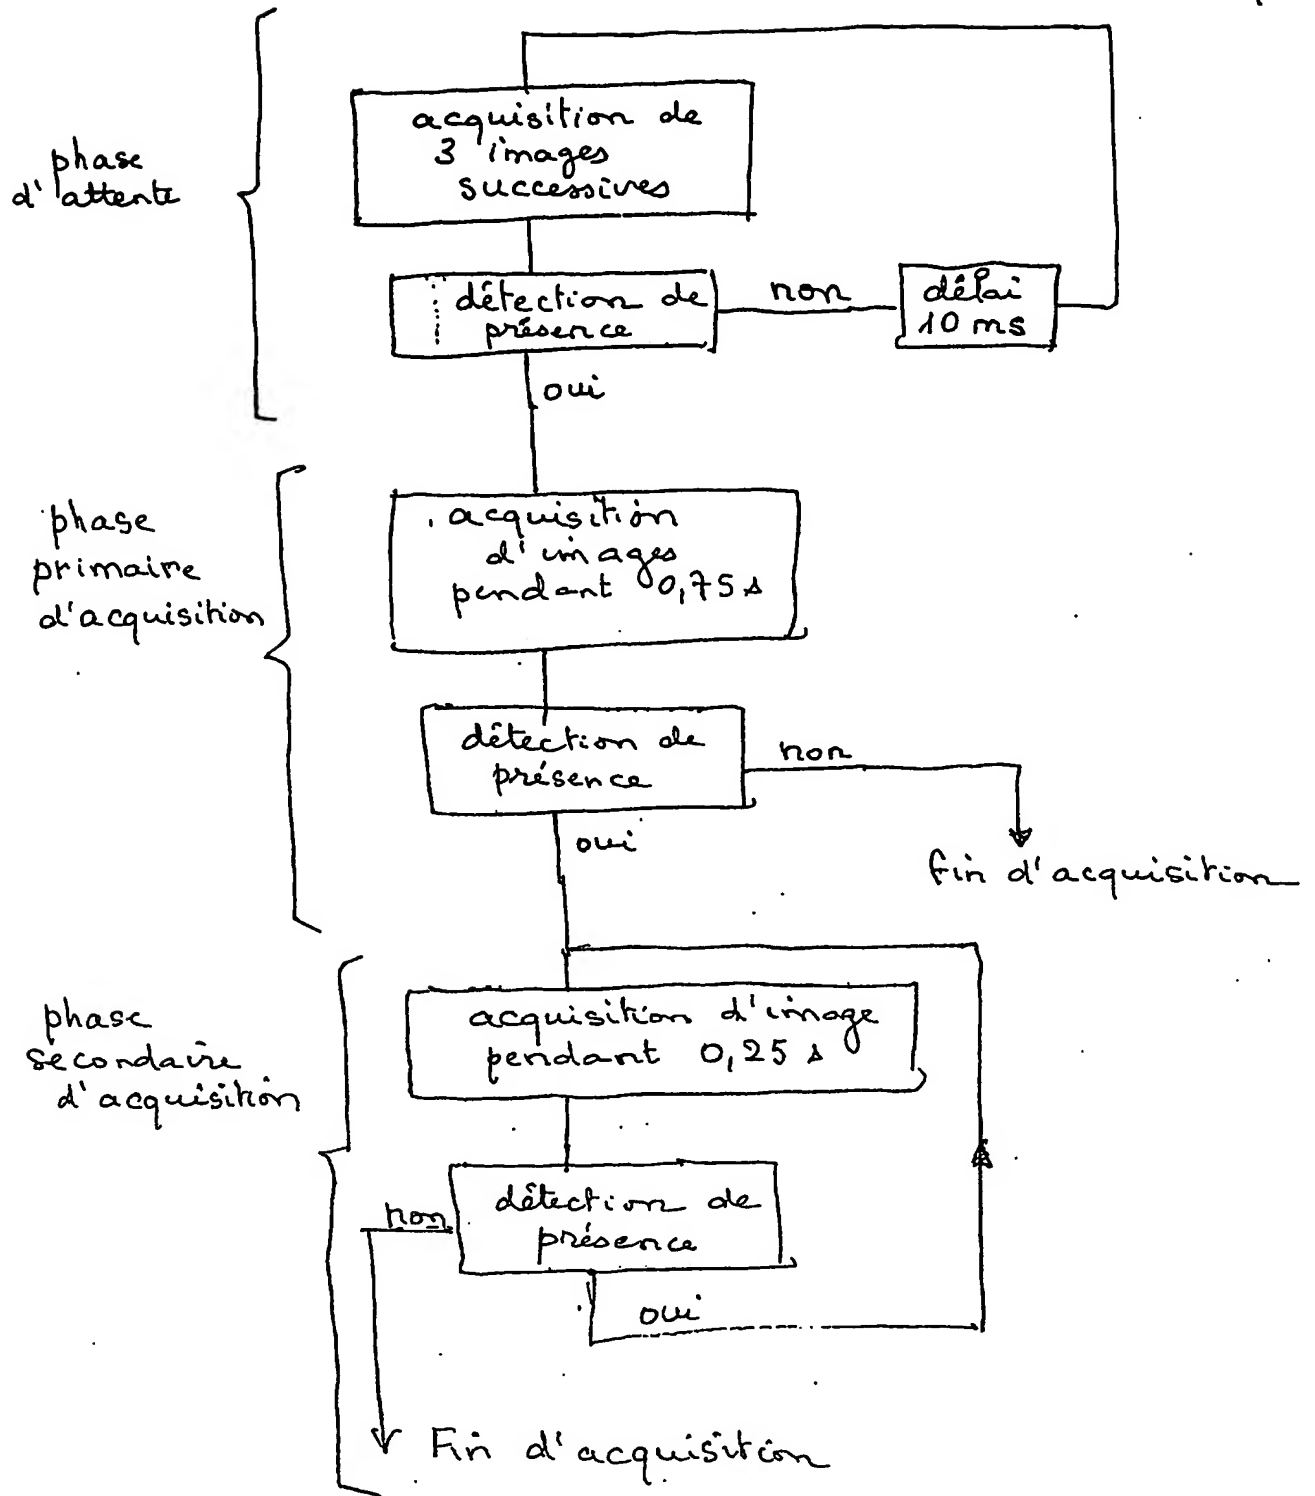 phase
d'attente
acquisition de
3 images
successives
détection de
présence
non
délai
10 ms
oui
phase
primaire
d'acquisition
acquisition
d'images
pendant 0,75 s
détection de
présence
non
oui
fin d'acquisition
phase
secondaire
d'acquisition
acquisition d'image
pendant 0,25 s
détection de
présence
non
oui
Fin d'acquisition